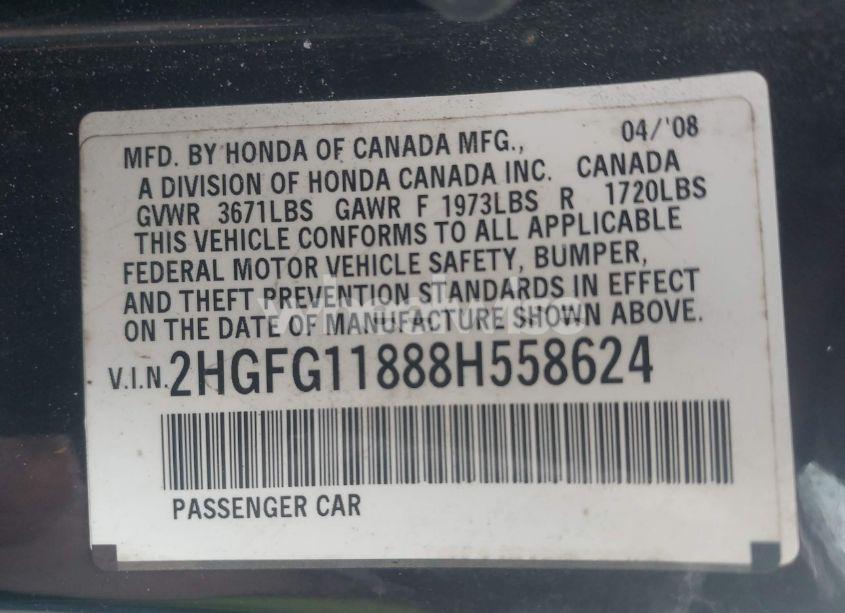 MFD. BY HONDA OF CANADA MFG., 04/'08
A DIVISION OF HONDA CANADA INC. CANADA
GVWR 3671LBS GAWR F 1973LBS R 1720LBS
THIS VEHICLE CONFORMS TO ALL APPLICABLE
FEDERAL MOTOR VEHICLE SAFETY, BUMPER,
AND THEFT PREVENTION STANDARDS IN EFFECT
ON THE DATE OF MANUFACTURE SHOWN ABOVE.
V.I.N. 2HGFG11888H558624
PASSENGER CAR